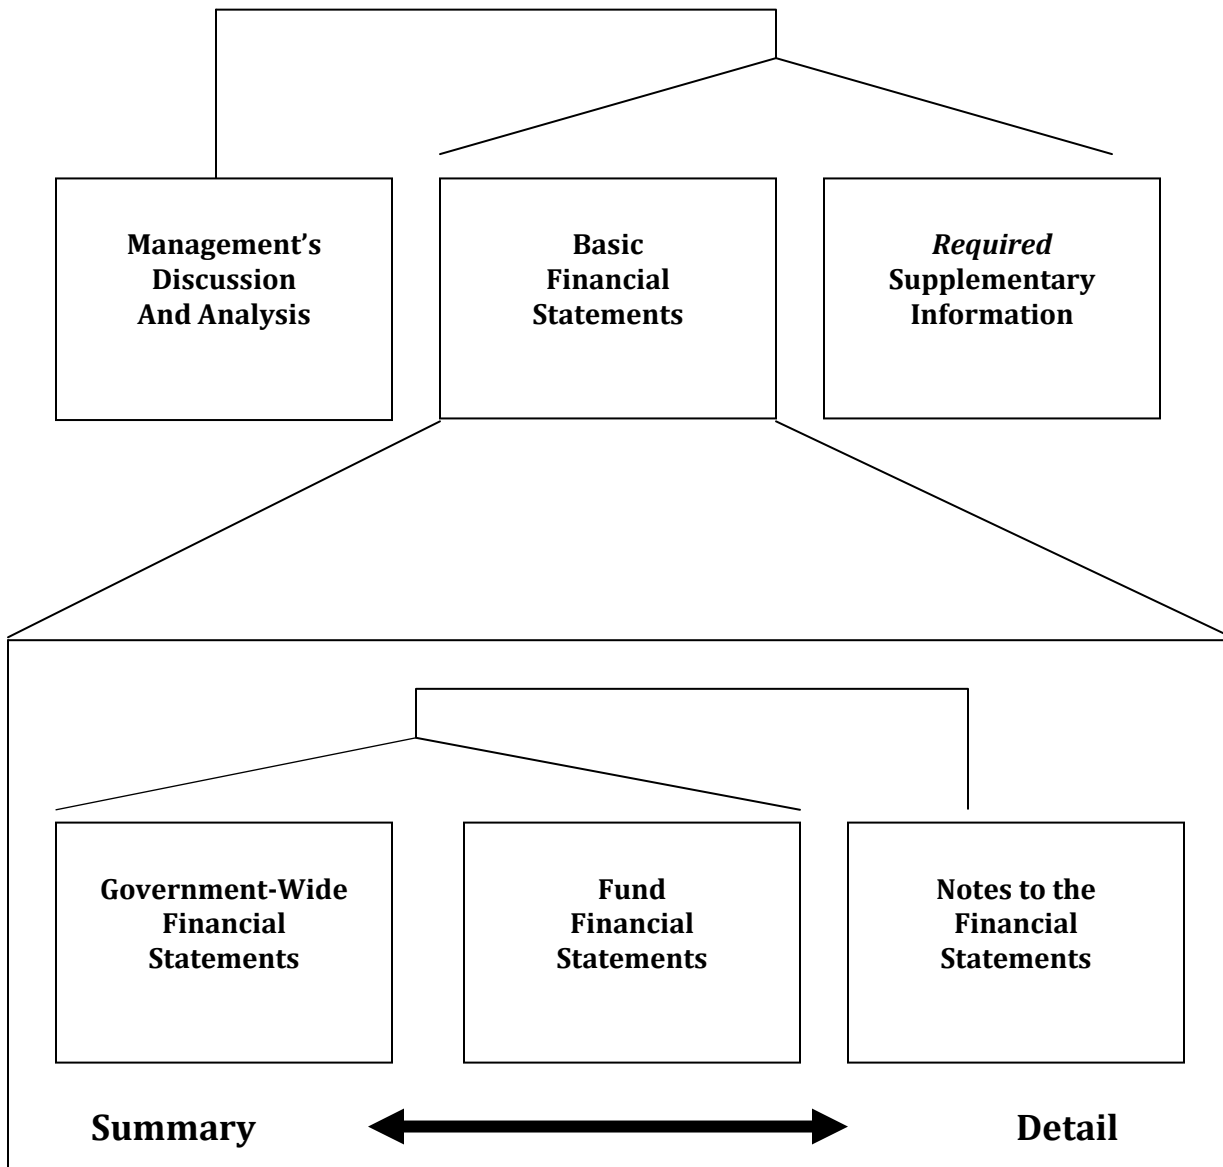 Management’s
Discussion
And Analysis
Basic
Financial
Statements
Required
Supplementary
Information
Government-Wide
Financial
Statements
Fund
Financial
Statements
Notes to the
Financial
Statements
Summary
Detail